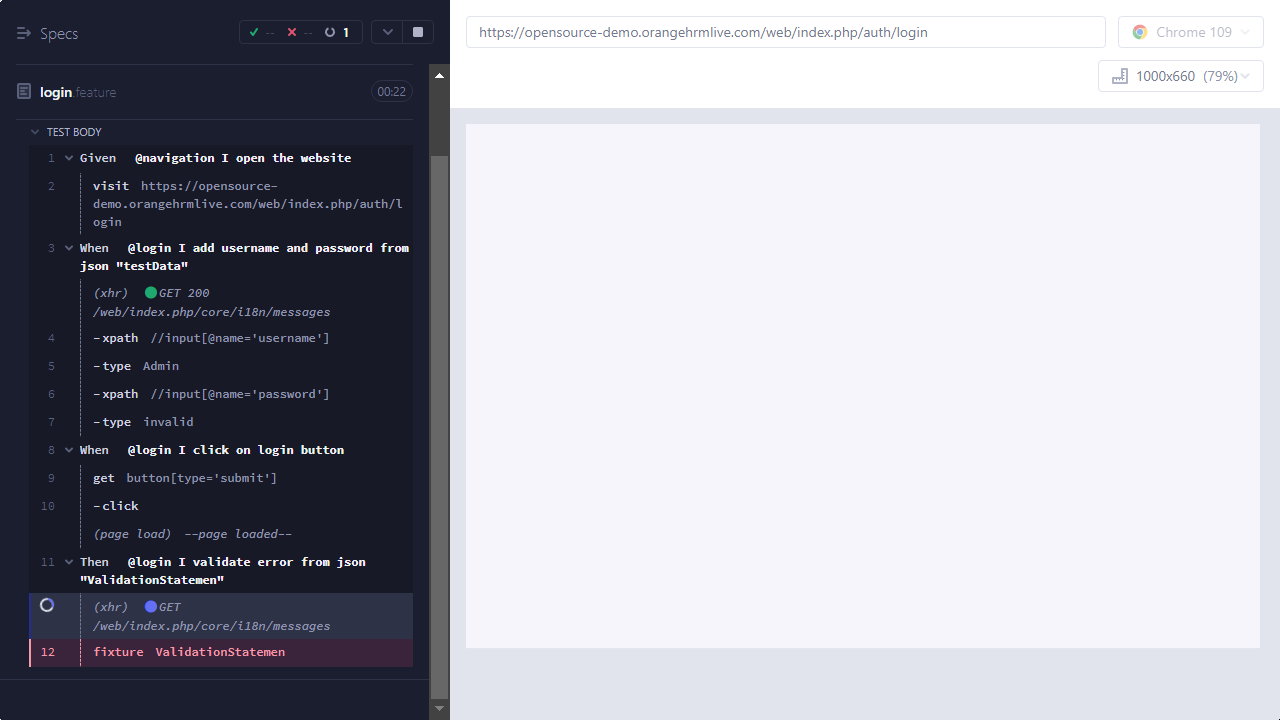 Specs
-- -- 1
login.feature 00:22
TEST BODY
1 Given @navigation I open the website
2 visit https://opensource-
demo.orangehrmlive.com/web/index.php/auth/l
ogin
3 When @login I add username and password from
json "testData"
(xhr) GET 200
/web/index.php/core/i18n/messages
4 -xpath //input[@name='username']
5 -type Admin
6 -xpath //input[@name='password']
7 -type invalid
8 When @login I click on login button
9 get button[type='submit']
10 -click
(page load) --page loaded--
11 Then @login I validate error from json
"ValidationStatemen"
(xhr) GET
/web/index.php/core/i18n/messages
12 fixture ValidationStatemen
https://opensource-demo.orangehrmlive.com/web/index.php/auth/login
Chrome 109
1000x660 (79%)